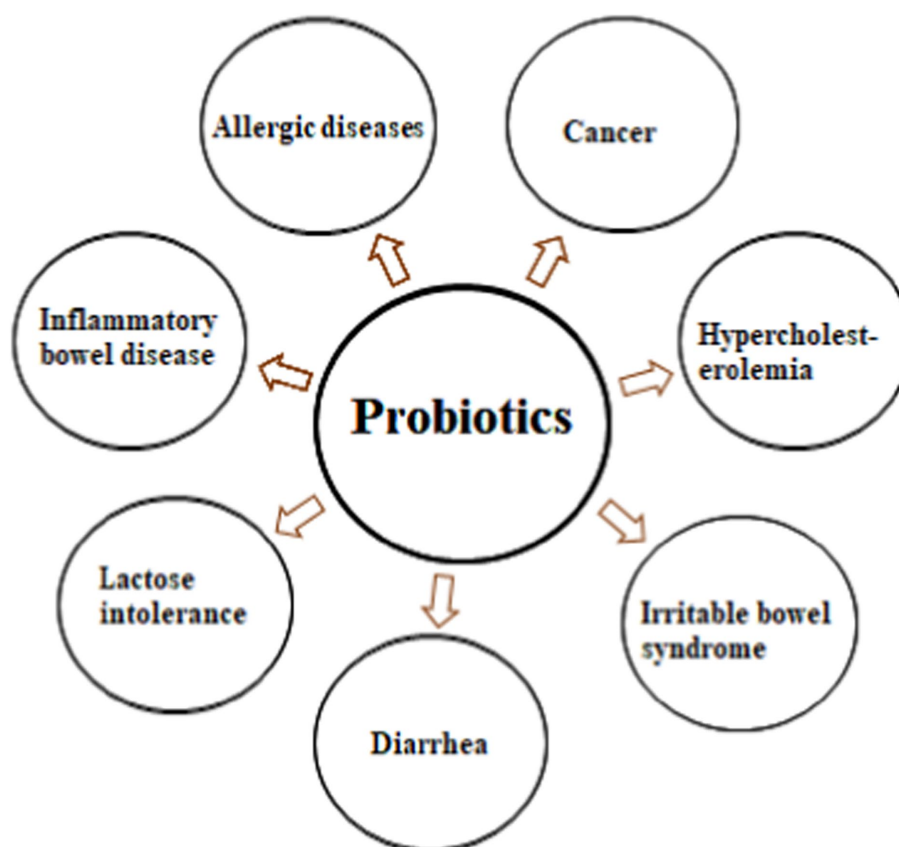 Allergic diseases
Cancer
Inflammatory
bowel disease
Hypercholest-
erolemia
Probiotics
Lactose
intolerance
Irritable bowel
syndrome
Diarrhea